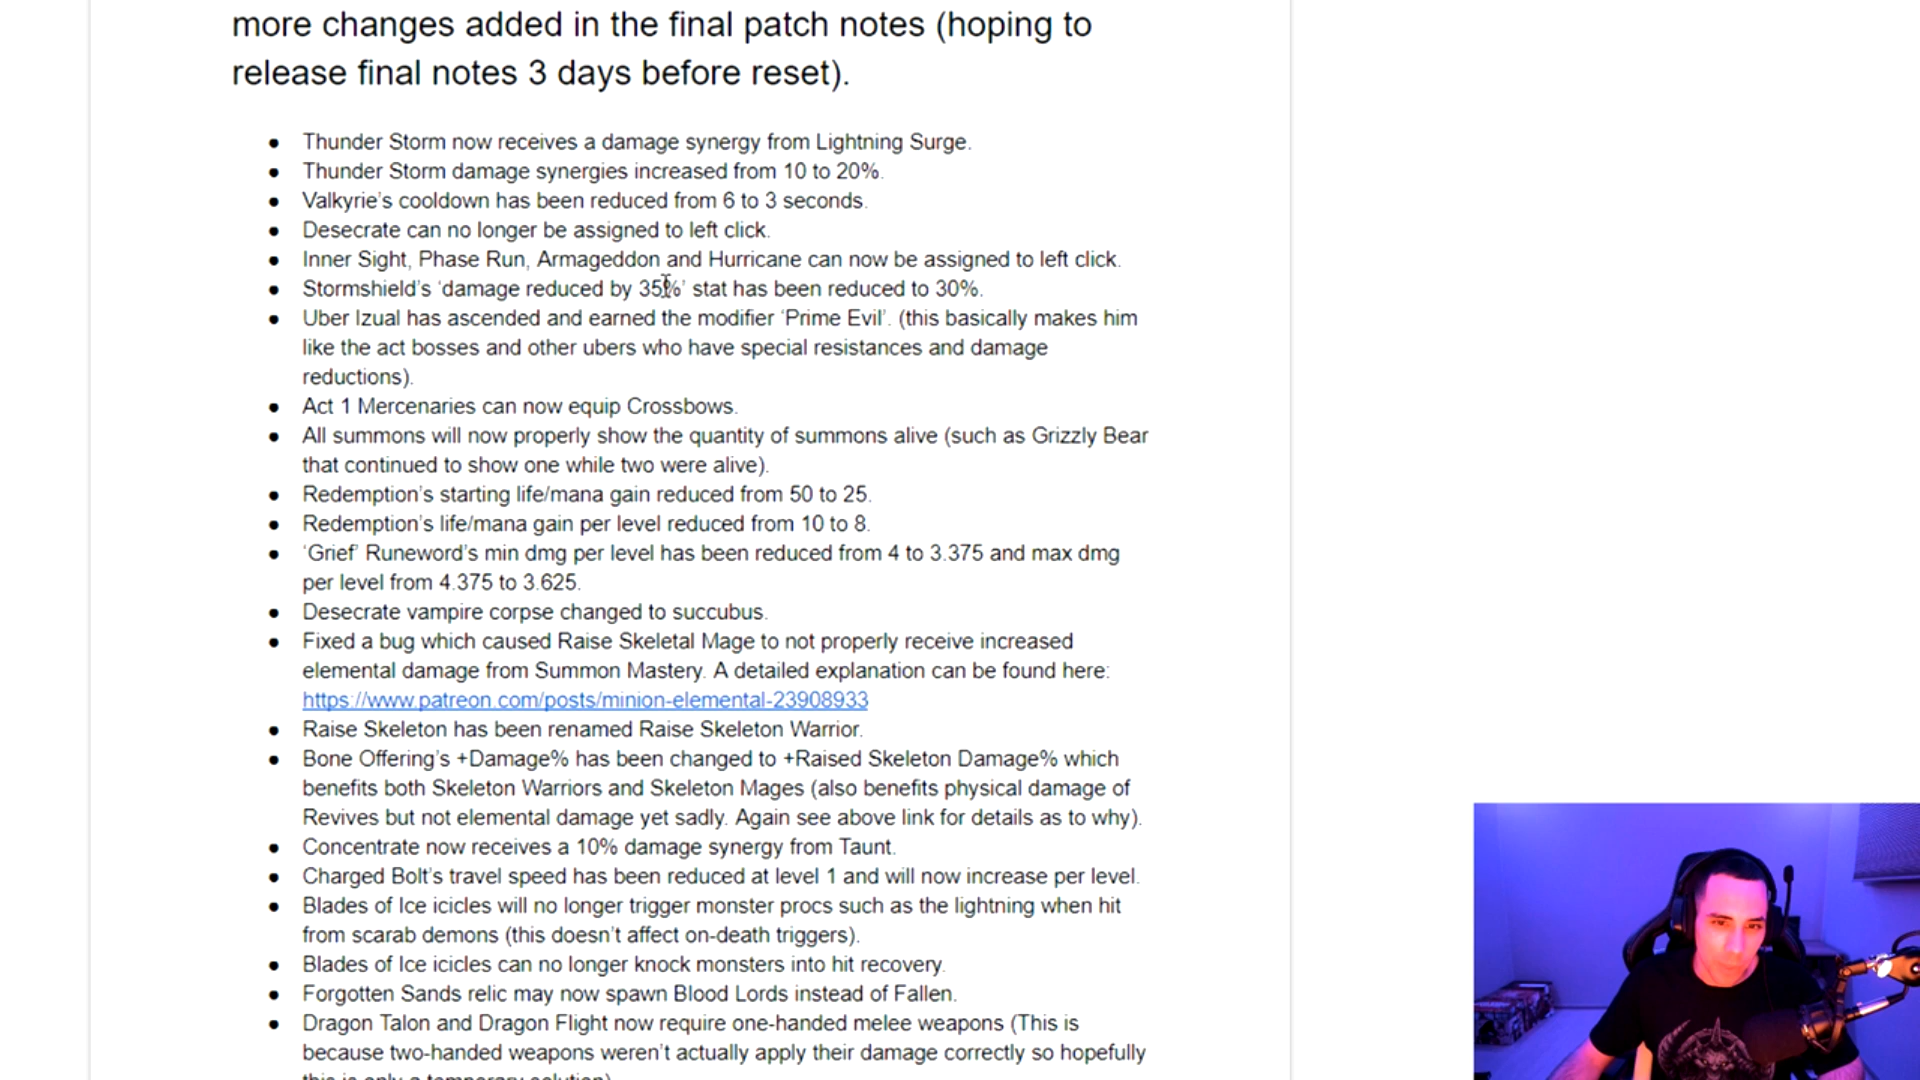 more changes added in the final patch notes (hoping to
release final notes 3 days before reset).
● Thunder Storm now receives a damage synergy from Lightning Surge.
● Thunder Storm damage synergies increased from 10 to 20%.
● Valkyrie's cooldown has been reduced from 6 to 3 seconds.
● Desecrate can no longer be assigned to left click.
● Inner Sight, Phase Run, Armageddon and Hurricane can now be assigned to left click.
● Stormshield's 'damage reduced by 35%' stat has been reduced to 30%.
● Uber Izual has ascended and earned the modifier 'Prime Evil'. (this basically makes him
like the act bosses and other ubers who have special resistances and damage
reductions).
● Act 1 Mercenaries can now equip Crossbows.
● All summons will now properly show the quantity of summons alive (such as Grizzly Bear
that continued to show one while two were alive).
● Redemption's starting life/mana gain reduced from 50 to 25.
● Redemption's life/mana gain per level reduced from 10 to 8.
● 'Grief' Runeword's min dmg per level has been reduced from 4 to 3.375 and max dmg
per level from 4.375 to 3.625.
● Desecrate vampire corpse changed to succubus.
● Fixed a bug which caused Raise Skeletal Mage to not properly receive increased
elemental damage from Summon Mastery. A detailed explanation can be found here:
https://www.patreon.com/posts/minion-elemental-23908933
● Raise Skeleton has been renamed Raise Skeleton Warrior.
● Bone Offering's +Damage% has been changed to +Raised Skeleton Damage% which
benefits both Skeleton Warriors and Skeleton Mages (also benefits physical damage of
Revives but not elemental damage yet sadly. Again see above link for details as to why).
● Concentrate now receives a 10% damage synergy from Taunt.
● Charged Bolt's travel speed has been reduced at level 1 and will now increase per level.
● Blades of Ice icicles will no longer trigger monster procs such as the lightning when hit
from scarab demons (this doesn't affect on-death triggers).
● Blades of Ice icicles can no longer knock monsters into hit recovery.
● Forgotten Sands relic may now spawn Blood Lords instead of Fallen.
● Dragon Talon and Dragon Flight now require one-handed melee weapons (This is
because two-handed weapons weren't actually apply their damage correctly so hopefully
this is only a temporary solution)